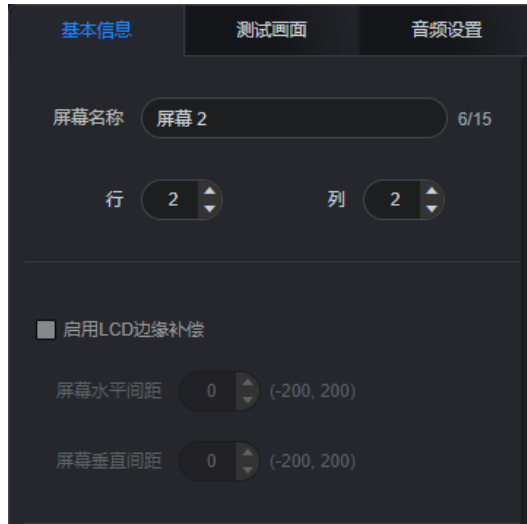 基本信息 测试画面 音频设置
屏幕名称 屏幕 2 6/15
行 2 列 2
启用LCD边缘补偿
屏幕水平间距 0 (-200, 200)
屏幕垂直间距 0 (-200, 200)